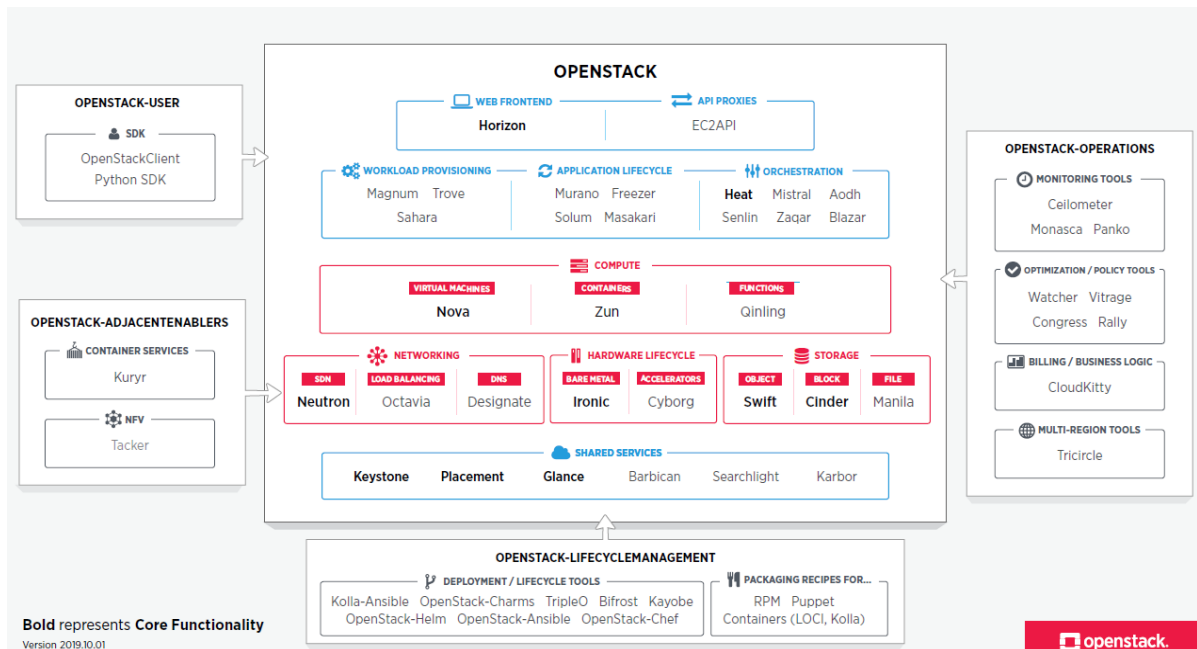 OPENSTACK
WEB FRONTEND
API PROXIES
Horizon
EC2API
WORKLOAD PROVISIONING
APPLICATION LIFECYCLE
ORCHESTRATION
Magnum Trove
Sahara
Murano Freezer
Solum Masakari
Heat Mistral Aodh
Senlin Zaqar Blazar
COMPUTE
VIRTUAL MACHINES
CONTAINERS
FUNCTIONS
Nova
Zun
Qinling
NETWORKING
HARDWARE LIFECYCLE
STORAGE
SDN
LOAD BALANCING
DNS
BARE METAL
ACCELERATORS
OBJECT
BLOCK
FILE
Neutron
Octavia
Designate
Ironic
Cyborg
Swift
Cinder
Manila
SHARED SERVICES
Keystone
Placement
Glance
Barbican
Searchlight
Karbor
OPENSTACK-USER
SDK
OpenStackClient
Python SDK
OPENSTACK-ADJACENTENABLERS
CONTAINER SERVICES
Kuryr
NFV
Tacker
OPENSTACK-OPERATIONS
MONITORING TOOLS
Ceilometer
Monasca Panko
OPTIMIZATION / POLICY TOOLS
Watcher Vitrage
Congress Rally
BILLING / BUSINESS LOGIC
CloudKitty
MULTI-REGION TOOLS
Tricircle
OPENSTACK-LIFECYCLEMANAGEMENT
DEPLOYMENT / LIFECYCLE TOOLS
Kolla-Ansible OpenStack-Charms TripleO Bifrost Kayobe
OpenStack-Helm OpenStack-Ansible OpenStack-Chef
PACKAGING RECIPES FOR...
RPM Puppet
Containers (LOCI, Kolla)
Bold represents Core Functionality
Version 2019.10.01
openstack.